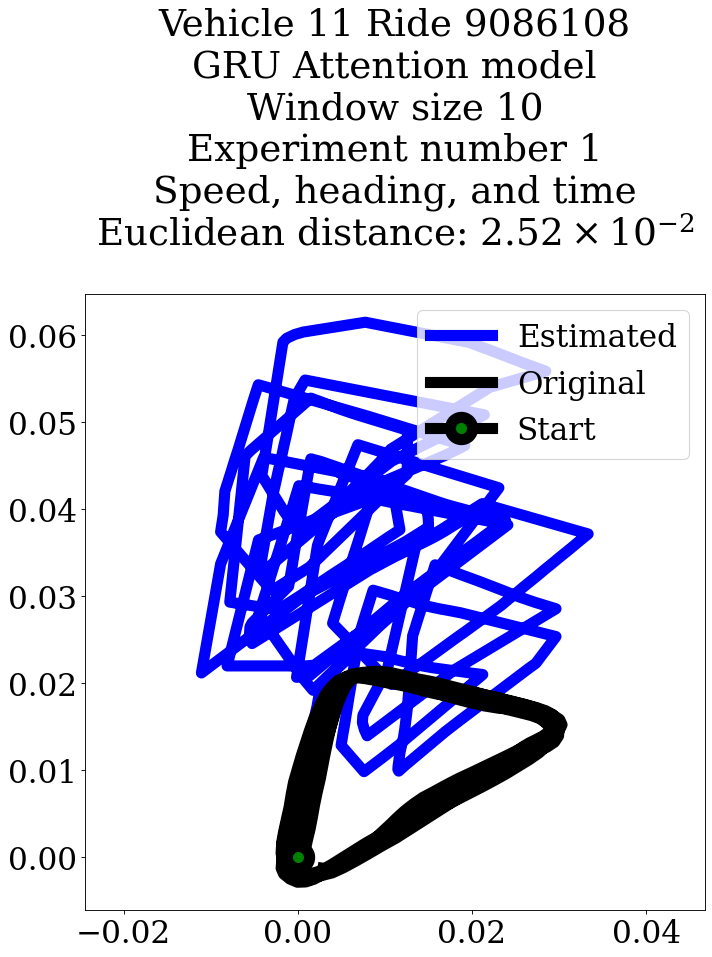 Vehicle 11 Ride 9086108
GRU Attention model
Window size 10
Experiment number 1
Speed, heading, and time
Euclidean distance: 2.52 × 10⁻²
Estimated
Original
Start
0.06
0.05
0.04
0.03
0.02
0.01
0.00
−0.02 0.00 0.02 0.04